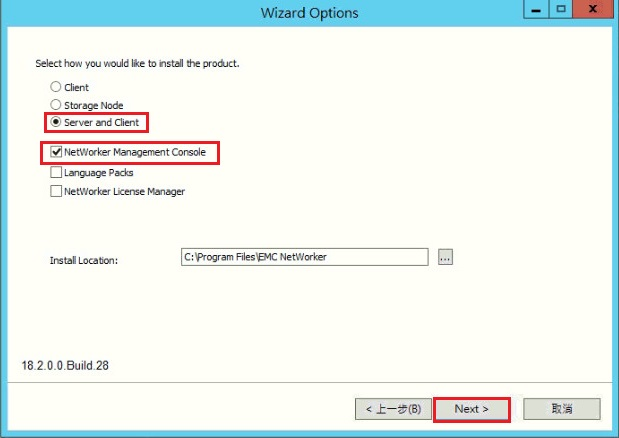 Wizard Options
Select how you would like to install the product.
Client
Storage Node
Server and Client
NetWorker Management Console
Language Packs
NetWorker License Manager
Install Location:
C:\Program Files\EMC NetWorker
...
18.2.0.0.Build.28
< 上一步(B)
Next >
取消